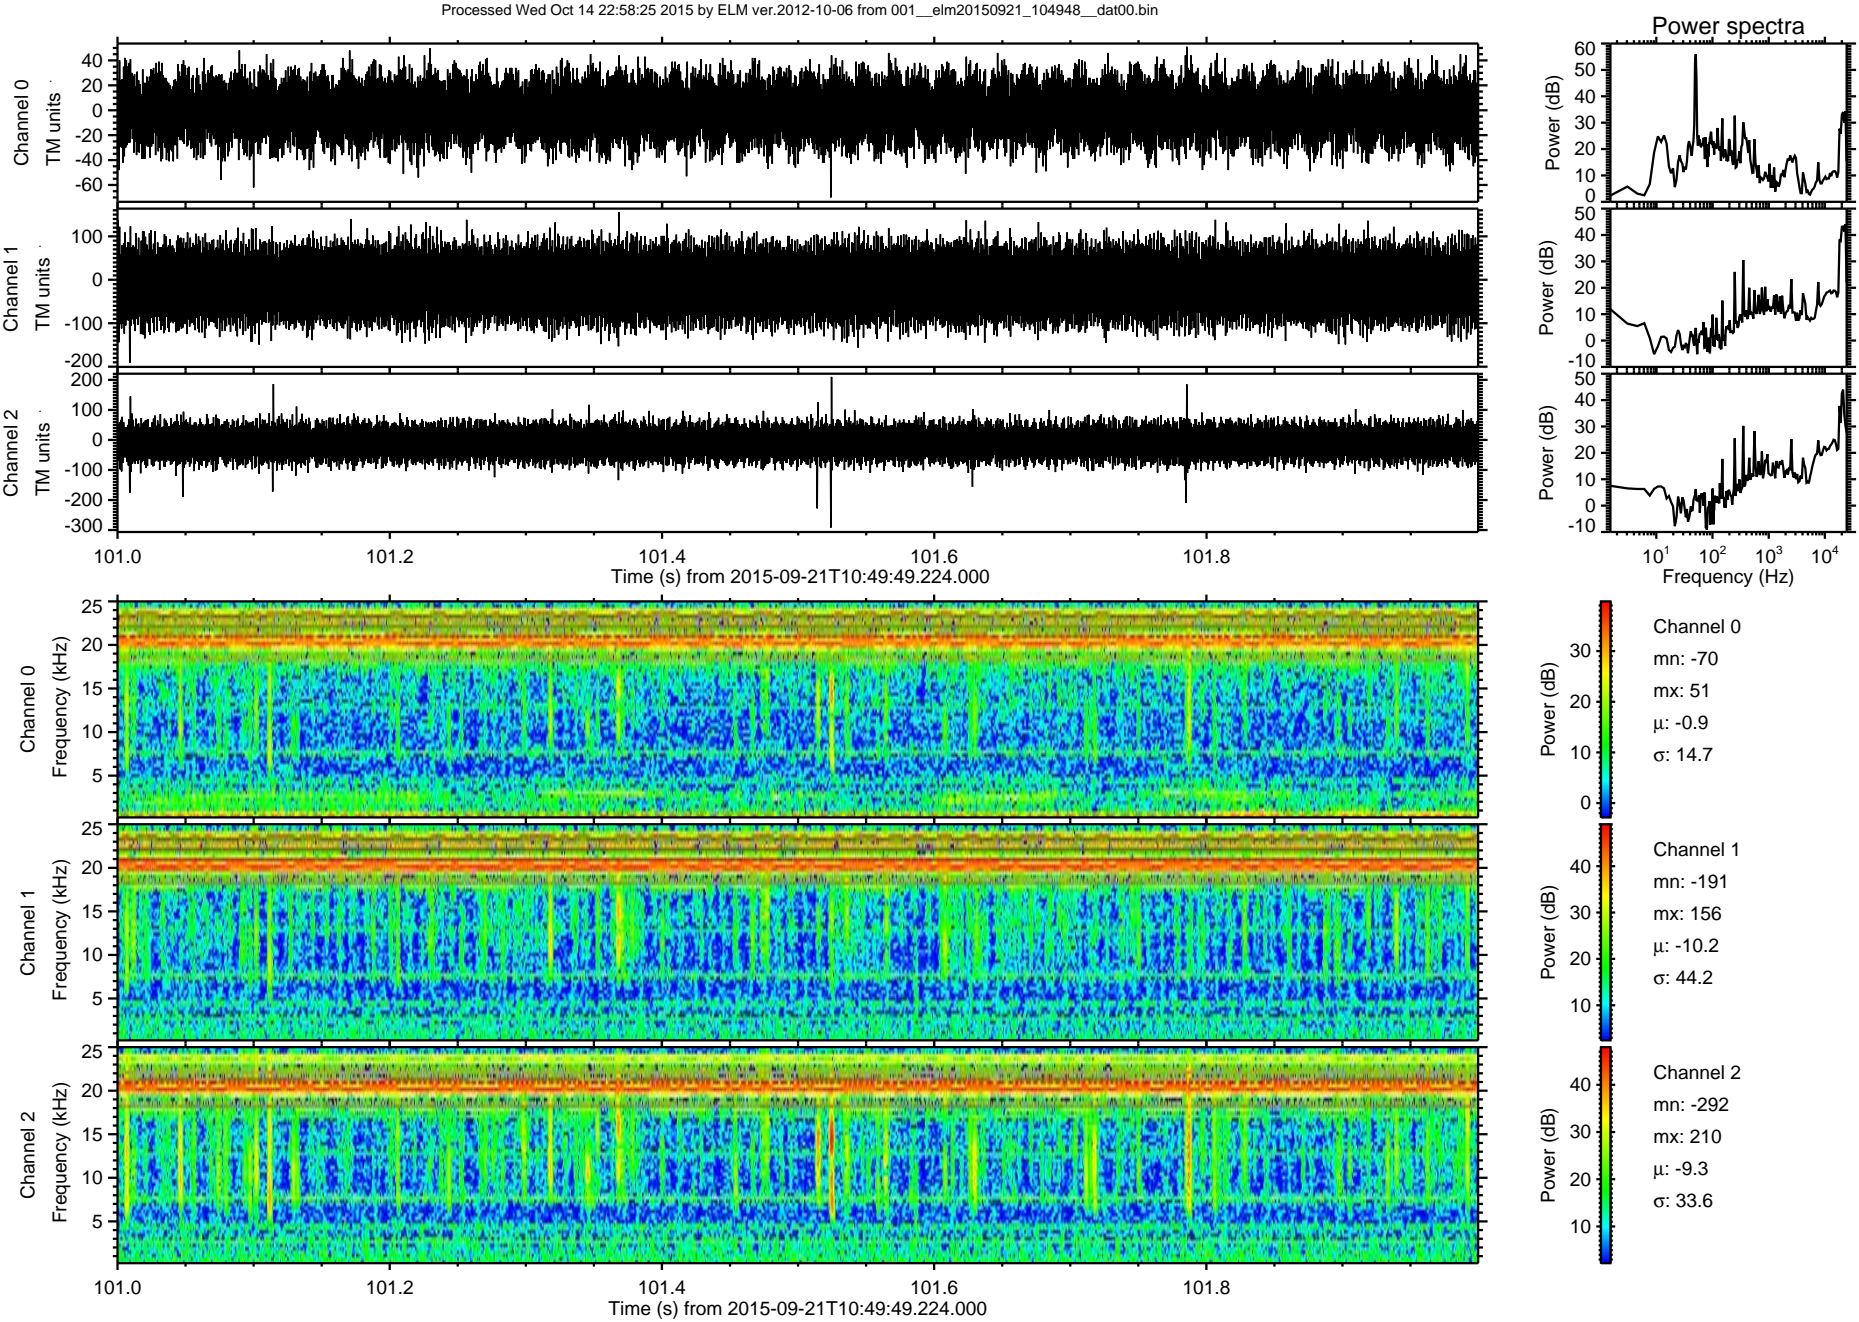 Processed Wed Oct 14 22:58:25 2015 by ELM ver.2012-10-06 from 001__elm20150921_104948__dat00.bin
Power spectra
Channel 0
TM units
40
20
0
-20
-40
-60
Power (dB)
60
50
40
30
20
10
0
Channel 1
TM units
100
0
-100
-200
Power (dB)
50
40
30
20
10
0
-10
Channel 2
TM units
200
100
0
-100
-200
-300
Power (dB)
50
40
30
20
10
0
-10
101.0 101.2 101.4 101.6 101.8
Time (s) from 2015-09-21T10:49:49.224.000
10¹ 10² 10³ 10⁴
Frequency (Hz)
Channel 0
Frequency (kHz)
25
20
15
10
5
Power (dB)
30
20
10
0
Channel 0
mn: -70
mx: 51
μ: -0.9
σ: 14.7
Channel 1
Frequency (kHz)
25
20
15
10
5
Power (dB)
40
30
20
10
Channel 1
mn: -191
mx: 156
μ: -10.2
σ: 44.2
Channel 2
Frequency (kHz)
25
20
15
10
5
Power (dB)
40
30
20
10
Channel 2
mn: -292
mx: 210
μ: -9.3
σ: 33.6
101.0 101.2 101.4 101.6 101.8
Time (s) from 2015-09-21T10:49:49.224.000